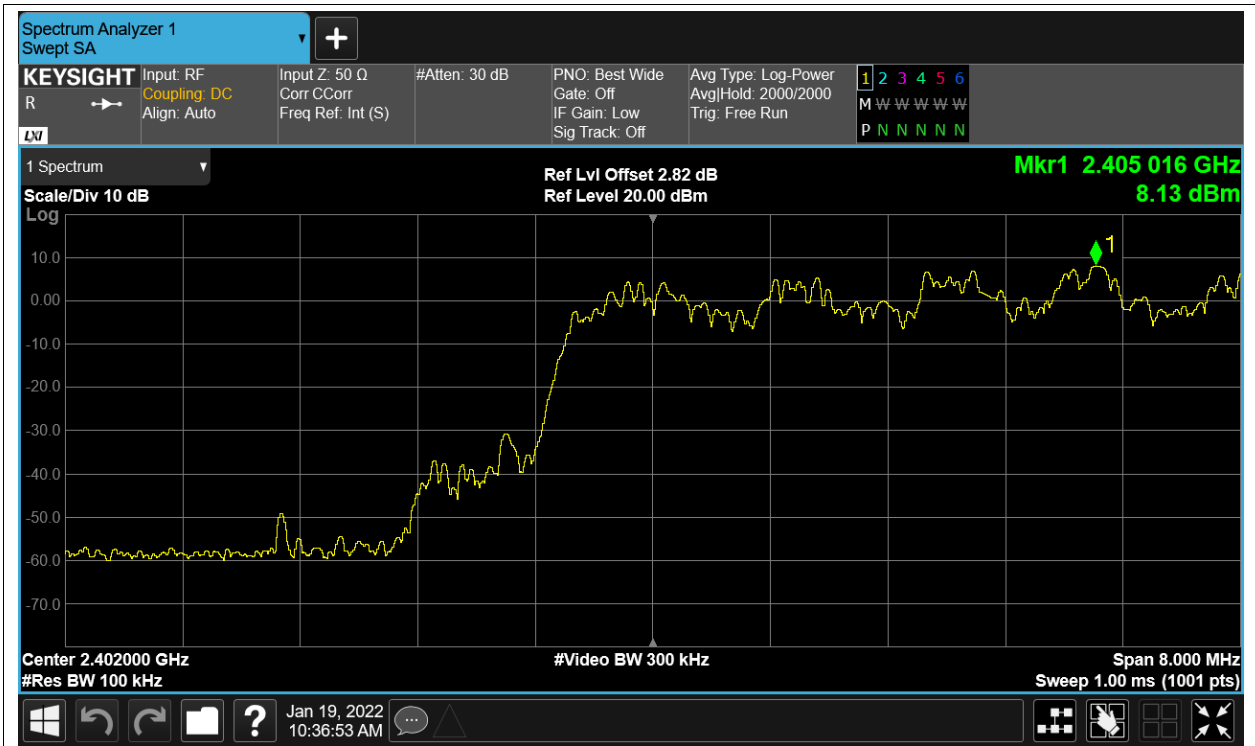 Spectrum Analyzer 1
Swept SA
KEYSIGHT
R
LXI
Input: RF
Coupling: DC
Align: Auto
Input Z: 50 Ω
Corr CCorr
Freq Ref: Int (S)
#Atten: 30 dB
PNO: Best Wide
Gate: Off
IF Gain: Low
Sig Track: Off
Avg Type: Log-Power
Avg|Hold: 2000/2000
Trig: Free Run
1 2 3 4 5 6
M W W W W W
P N N N N N
1 Spectrum
Scale/Div 10 dB
Log
Ref Lvl Offset 2.82 dB
Ref Level 20.00 dBm
Mkr1 2.405 016 GHz
8.13 dBm
1
10.0
0.00
-10.0
-20.0
-30.0
-40.0
-50.0
-60.0
-70.0
Center 2.402000 GHz
#Res BW 100 kHz
#Video BW 300 kHz
Span 8.000 MHz
Sweep 1.00 ms (1001 pts)
?
Jan 19, 2022
10:36:53 AM